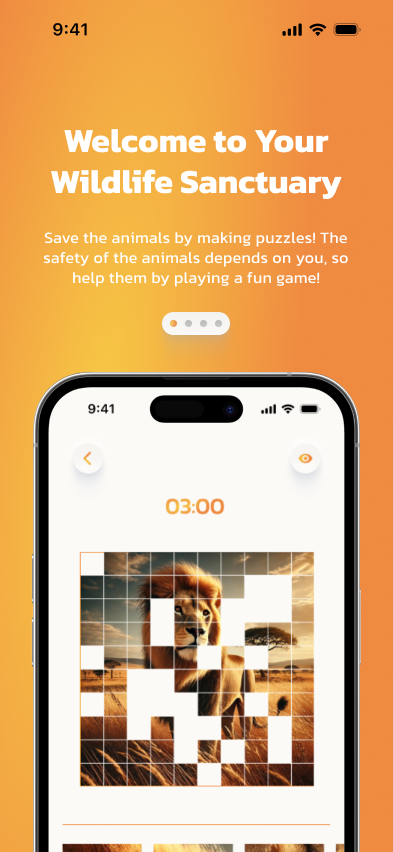 9:41
Welcome to Your
Wildlife Sanctuary
Save the animals by making puzzles! The
safety of the animals depends on you, so
help them by playing a fun game!
9:41
03:00